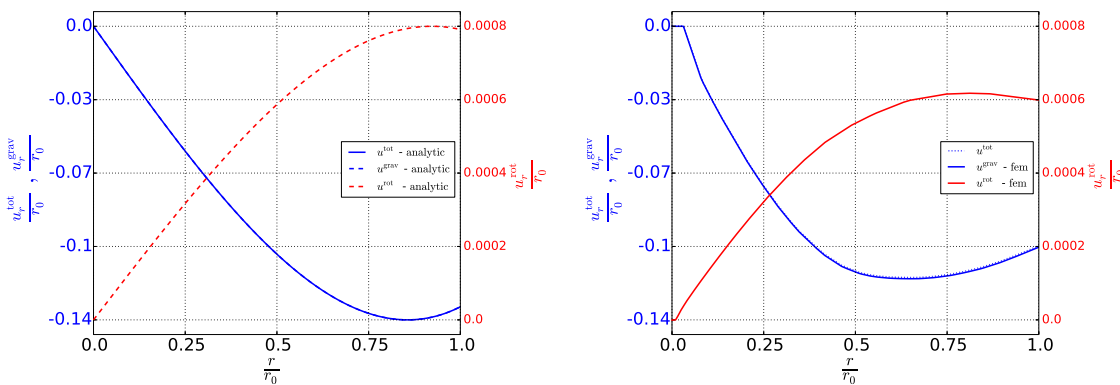 0.0
-0.03
-0.07
-0.1
-0.14
u_r^tot / r_0 , u_r^grav / r_0
0.0 0.25 0.50 0.75 1.0
r / r_0
0.0008
0.0006
0.0004
0.0002
0.0
u_r^rot / r_0
u^tot - analytic
u^grav - analytic
u^rot - analytic
0.0
-0.03
-0.07
-0.1
-0.14
u_r^tot / r_0 , u_r^grav / r_0
0.0 0.25 0.5 0.75 1.0
r / r_0
0.0008
0.0006
0.0004
0.0002
0.0
u_r^rot / r_0
u^tot
u^grav - fem
u^rot - fem